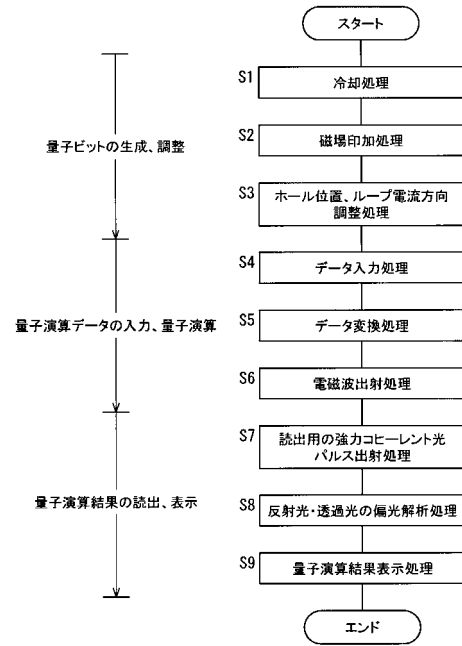 スタート
S1
冷却処理
S2
磁場印加処理
量子ビットの生成、調整
S3
ホール位置、ループ電流方向
調整処理
S4
データ入力処理
量子演算データの入力、量子演算
S5
データ変換処理
S6
電磁波出射処理
S7
読出用の強力コヒーレント光
パルス出射処理
量子演算結果の読出、表示
S8
反射光・透過光の偏光解析処理
S9
量子演算結果表示処理
エンド